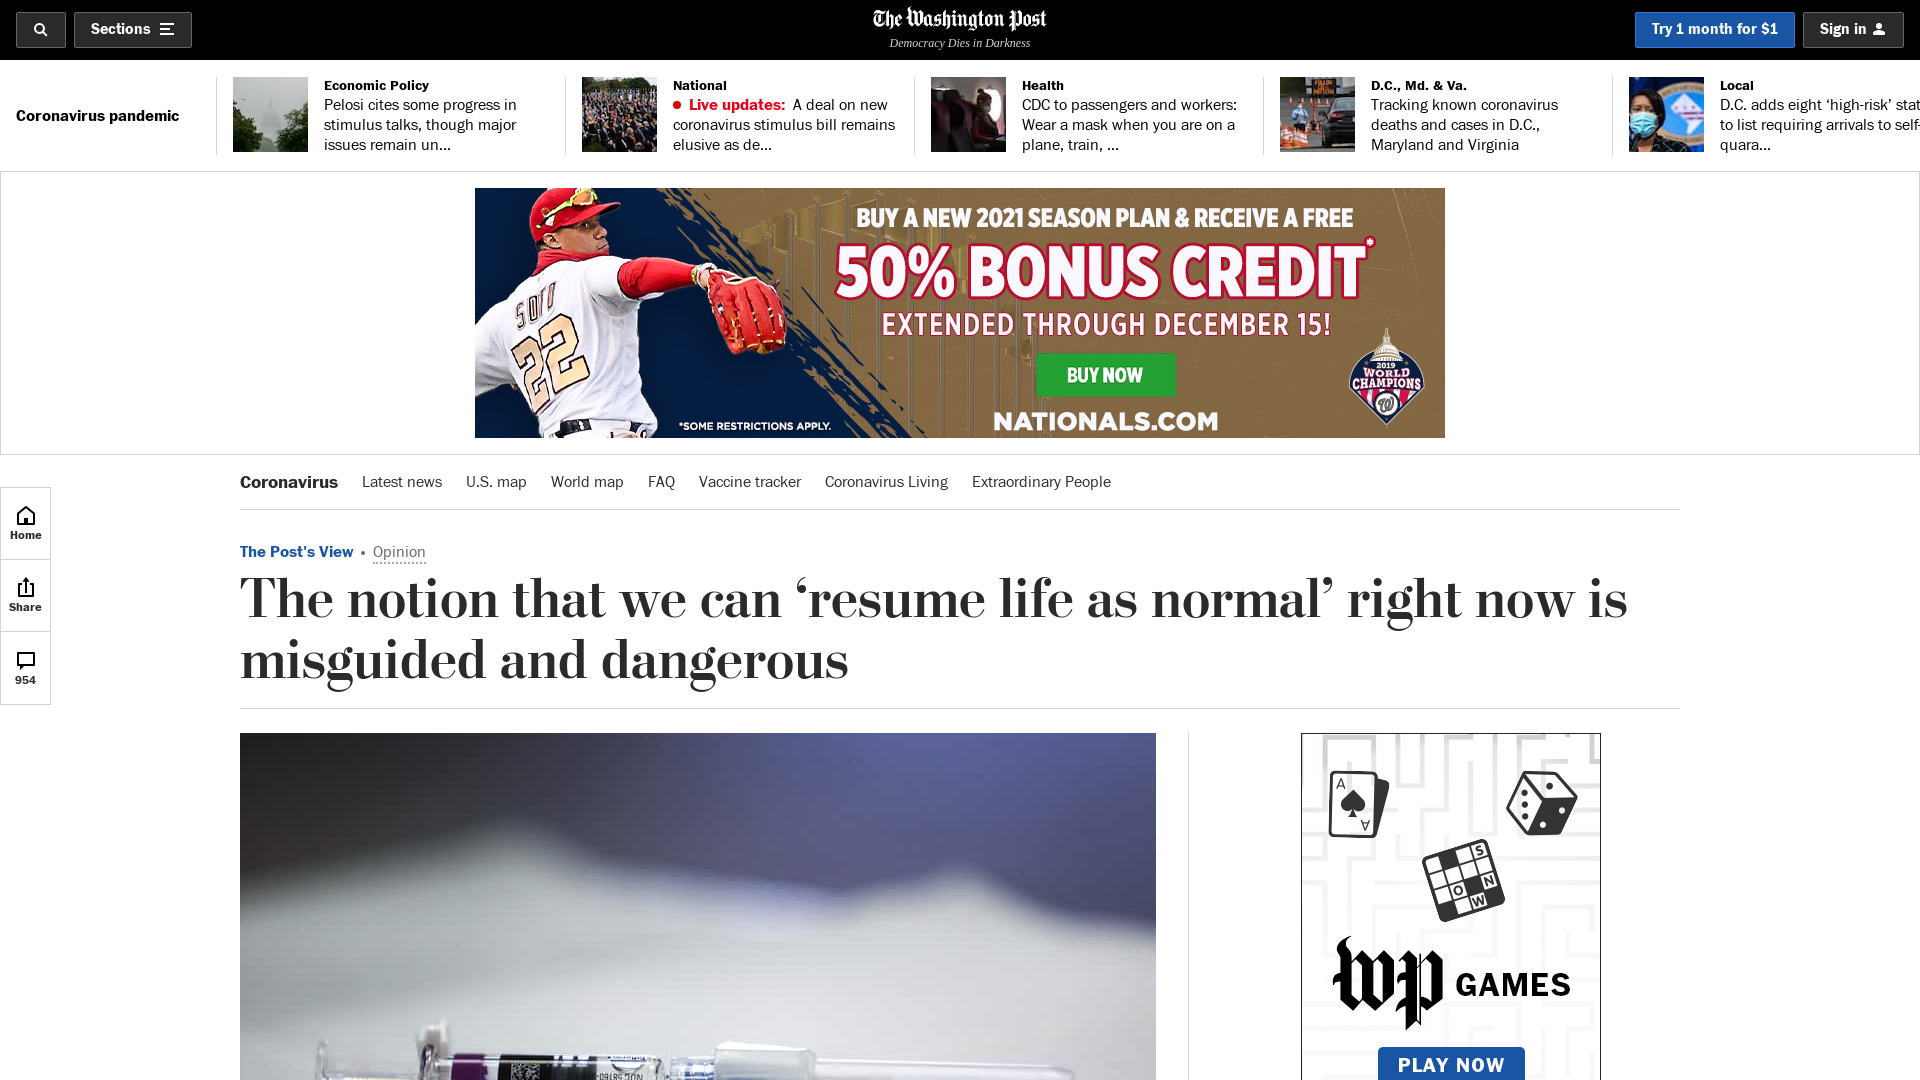 Sections
The Washington Post
Democracy Dies in Darkness
Try 1 month for $1
Sign in
Coronavirus pandemic
Economic Policy
Pelosi cites some progress in
stimulus talks, though major
issues remain un...
National
Live updates: A deal on new
coronavirus stimulus bill remains
elusive as de...
Health
CDC to passengers and workers:
Wear a mask when you are on a
plane, train, ...
D.C., Md. & Va.
Tracking known coronavirus
deaths and cases in D.C.,
Maryland and Virginia
Local
D.C. adds eight ‘high-risk’ stat
to list requiring arrivals to self-
quara...
BUY A NEW 2021 SEASON PLAN & RECEIVE A FREE
50% BONUS CREDIT*
EXTENDED THROUGH DECEMBER 15!
BUY NOW
NATIONALS.COM
*SOME RESTRICTIONS APPLY.
SOTO
22
2019
WORLD
CHAMPIONS
W
Coronavirus
Latest news
U.S. map
World map
FAQ
Vaccine tracker
Coronavirus Living
Extraordinary People
Home
Share
954
The Post's View • Opinion
The notion that we can ‘resume life as normal’ right now is
misguided and dangerous
A
A
S
O N
W
wp GAMES
PLAY NOW